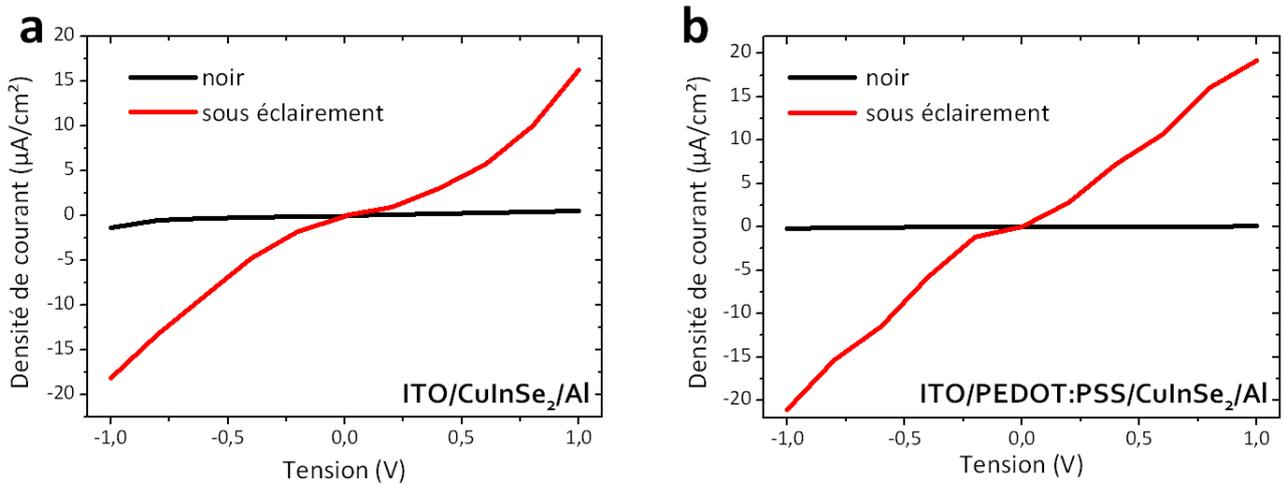 a
20
15
10
5
0
-5
-10
-15
-20
Densité de courant (µA/cm²)
noir
sous éclairement
ITO/CuInSe₂/Al
-1,0
-0,5
0,0
0,5
1,0
Tension (V)
b
20
15
10
5
0
-5
-10
-15
-20
Densité de courant (µA/cm²)
noir
sous éclairement
ITO/PEDOT:PSS/CuInSe₂/Al
-1,0
-0,5
0,0
0,5
1,0
Tension (V)